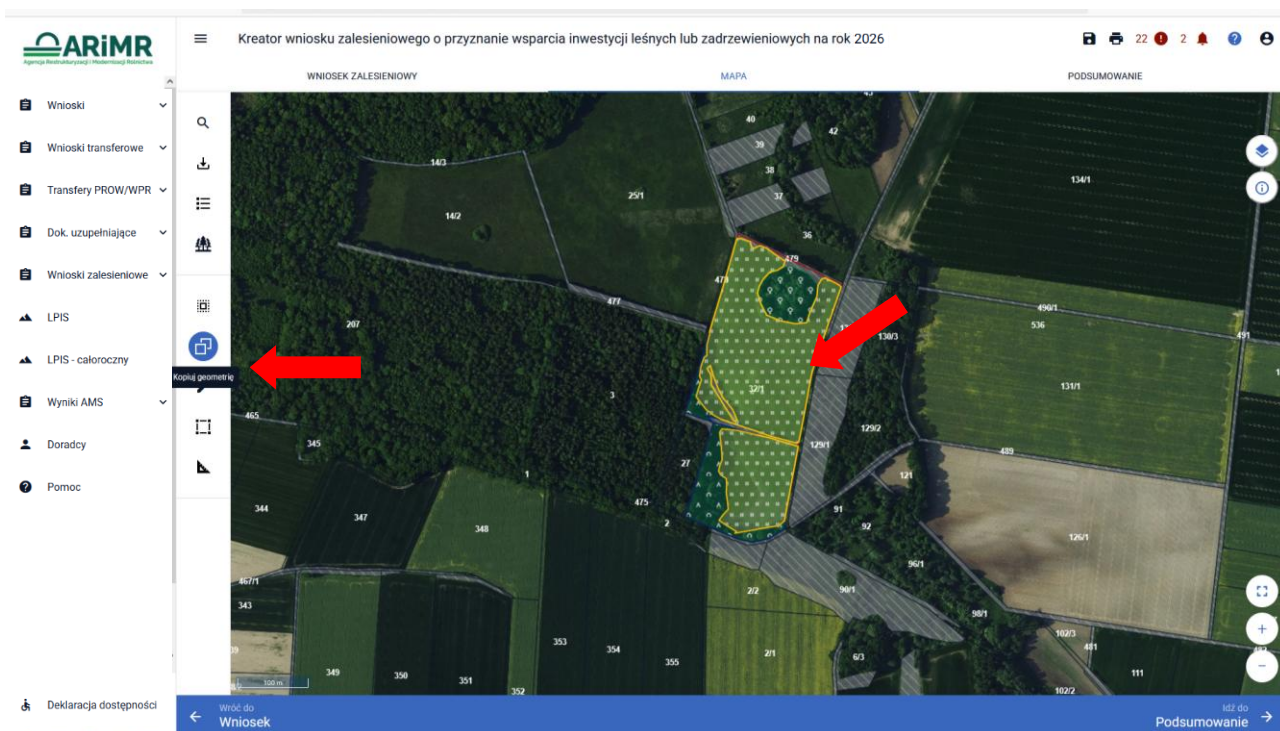 ARiMR
Agencja Restrukturyzacji i Modernizacji Rolnictwa
Kreator wniosku zalesieniowego o przyznanie wsparcia inwestycji leśnych lub zadrzewieniowych na rok 2026
22
2
WNIOSEK ZALESIENIOWY
MAPA
PODSUMOWANIE
Wnioski
Wnioski transferowe
Transfery PROW/WPR
Dok. uzupełniające
Wnioski zalesieniowe
LPIS
LPIS - całoroczny
Wyniki AMS
Doradcy
Pomoc
Deklaracja dostępności
Kopiuj geometrię
40
42
39
38
37
36
14/3
14/2
25/1
134/1
479
478
477
207
490/1
536
491
130/3
131/1
32/1
3
465
345
129/2
129/1
489
27
1
121
475
344
347
348
2
91
92
126/1
96/1
467/1
343
2/2
90/1
98/1
353
354
355
2/1
6/3
102/3
481
111
349
350
351
352
102/2
100 m
Wróć do
Wniosek
Idź do
Podsumowanie